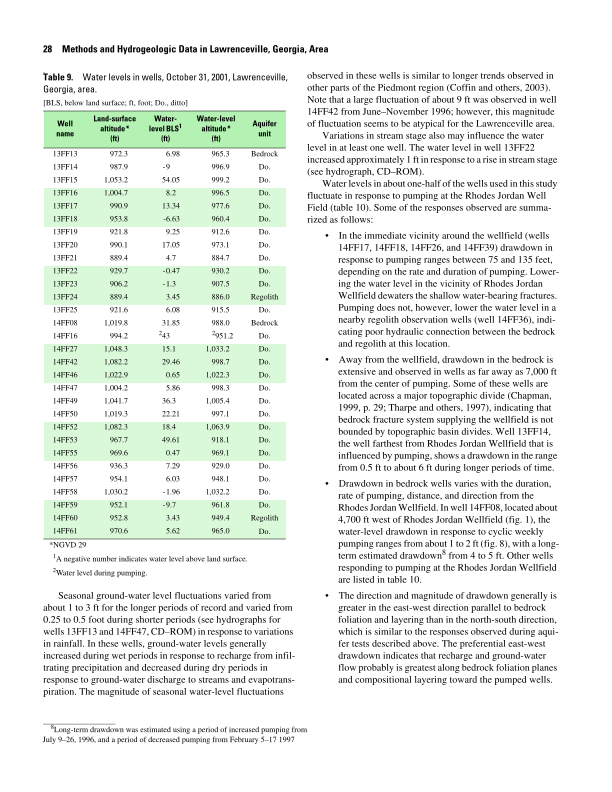 28 Methods and Hydrogeologic Data in Lawrenceville, Georgia, Area
Table 9. Water levels in wells, October 31, 2001, Lawrenceville,
Georgia, area.
[BLS, below land surface; ft, foot; Do., ditto]
Well name Land-surface altitude* (ft) Water-level BLS1 (ft) Water-level altitude* (ft) Aquifer unit
13FF13 972.3 6.98 965.3 Bedrock
13FF14 987.9 -9 996.9 Do.
13FF15 1,053.2 54.05 999.2 Do.
13FF16 1,004.7 8.2 996.5 Do.
13FF17 990.9 13.34 977.6 Do.
13FF18 953.8 -6.63 960.4 Do.
13FF19 921.8 9.25 912.6 Do.
13FF20 990.1 17.05 973.1 Do.
13FF21 889.4 4.7 884.7 Do.
13FF22 929.7 -0.47 930.2 Do.
13FF23 906.2 -1.3 907.5 Do.
13FF24 889.4 3.45 886.0 Regolith
13FF25 921.6 6.08 915.5 Do.
14FF08 1,019.8 31.85 988.0 Bedrock
14FF16 994.2 243 2951.2 Do.
14FF27 1,048.3 15.1 1,033.2 Do.
14FF42 1,082.2 29.46 998.7 Do.
14FF46 1,022.9 0.65 1,022.3 Do.
14FF47 1,004.2 5.86 998.3 Do.
14FF49 1,041.7 36.3 1,005.4 Do.
14FF50 1,019.3 22.21 997.1 Do.
14FF52 1,082.3 18.4 1,063.9 Do.
14FF53 967.7 49.61 918.1 Do.
14FF55 969.6 0.47 969.1 Do.
14FF56 936.3 7.29 929.0 Do.
14FF57 954.1 6.03 948.1 Do.
14FF58 1,030.2 -1.96 1,032.2 Do.
14FF59 952.1 -9.7 961.8 Do.
14FF60 952.8 3.43 949.4 Regolith
14FF61 970.6 5.62 965.0 Do.
*NGVD 29
1A negative number indicates water level above land surface.
2Water level during pumping.
Seasonal ground-water level fluctuations varied from
about 1 to 3 ft for the longer periods of record and varied from
0.25 to 0.5 foot during shorter periods (see hydrographs for
wells 13FF13 and 14FF47, CD–ROM) in response to variations
in rainfall. In these wells, ground-water levels generally
increased during wet periods in response to recharge from infil-
trating precipitation and decreased during dry periods in
response to ground-water discharge to streams and evapotrans-
piration. The magnitude of seasonal water-level fluctuations
observed in these wells is similar to longer trends observed in
other parts of the Piedmont region (Coffin and others, 2003).
Note that a large fluctuation of about 9 ft was observed in well
14FF42 from June–November 1996; however, this magnitude
of fluctuation seems to be atypical for the Lawrenceville area.
Variations in stream stage also may influence the water
level in at least one well. The water level in well 13FF22
increased approximately 1 ft in response to a rise in stream stage
(see hydrograph, CD–ROM).
Water levels in about one-half of the wells used in this study
fluctuate in response to pumping at the Rhodes Jordan Well
Field (table 10). Some of the responses observed are summa-
rized as follows:
• In the immediate vicinity around the wellfield (wells
14FF17, 14FF18, 14FF26, and 14FF39) drawdown in
response to pumping ranges between 75 and 135 feet,
depending on the rate and duration of pumping. Lower-
ing the water level in the vicinity of Rhodes Jordan
Wellfield dewaters the shallow water-bearing fractures.
Pumping does not, however, lower the water level in a
nearby regolith observation wells (well 14FF36), indi-
cating poor hydraulic connection between the bedrock
and regolith at this location.
• Away from the wellfield, drawdown in the bedrock is
extensive and observed in wells as far away as 7,000 ft
from the center of pumping. Some of these wells are
located across a major topographic divide (Chapman,
1999, p. 29; Tharpe and others, 1997), indicating that
bedrock fracture system supplying the wellfield is not
bounded by topographic basin divides. Well 13FF14,
the well farthest from Rhodes Jordan Wellfield that is
influenced by pumping, shows a drawdown in the range
from 0.5 ft to about 6 ft during longer periods of time.
• Drawdown in bedrock wells varies with the duration,
rate of pumping, distance, and direction from the
Rhodes Jordan Wellfield. In well 14FF08, located about
4,700 ft west of Rhodes Jordan Wellfield (fig. 1), the
water-level drawdown in response to cyclic weekly
pumping ranges from about 1 to 2 ft (fig. 8), with a long-
term estimated drawdown8 from 4 to 5 ft. Other wells
responding to pumping at the Rhodes Jordan Wellfield
are listed in table 10.
• The direction and magnitude of drawdown generally is
greater in the east-west direction parallel to bedrock
foliation and layering than in the north-south direction,
which is similar to the responses observed during aqui-
fer tests described above. The preferential east-west
drawdown indicates that recharge and ground-water
flow probably is greatest along bedrock foliation planes
and compositional layering toward the pumped wells.
8Long-term drawdown was estimated using a period of increased pumping from
July 9–26, 1996, and a period of decreased pumping from February 5–17 1997